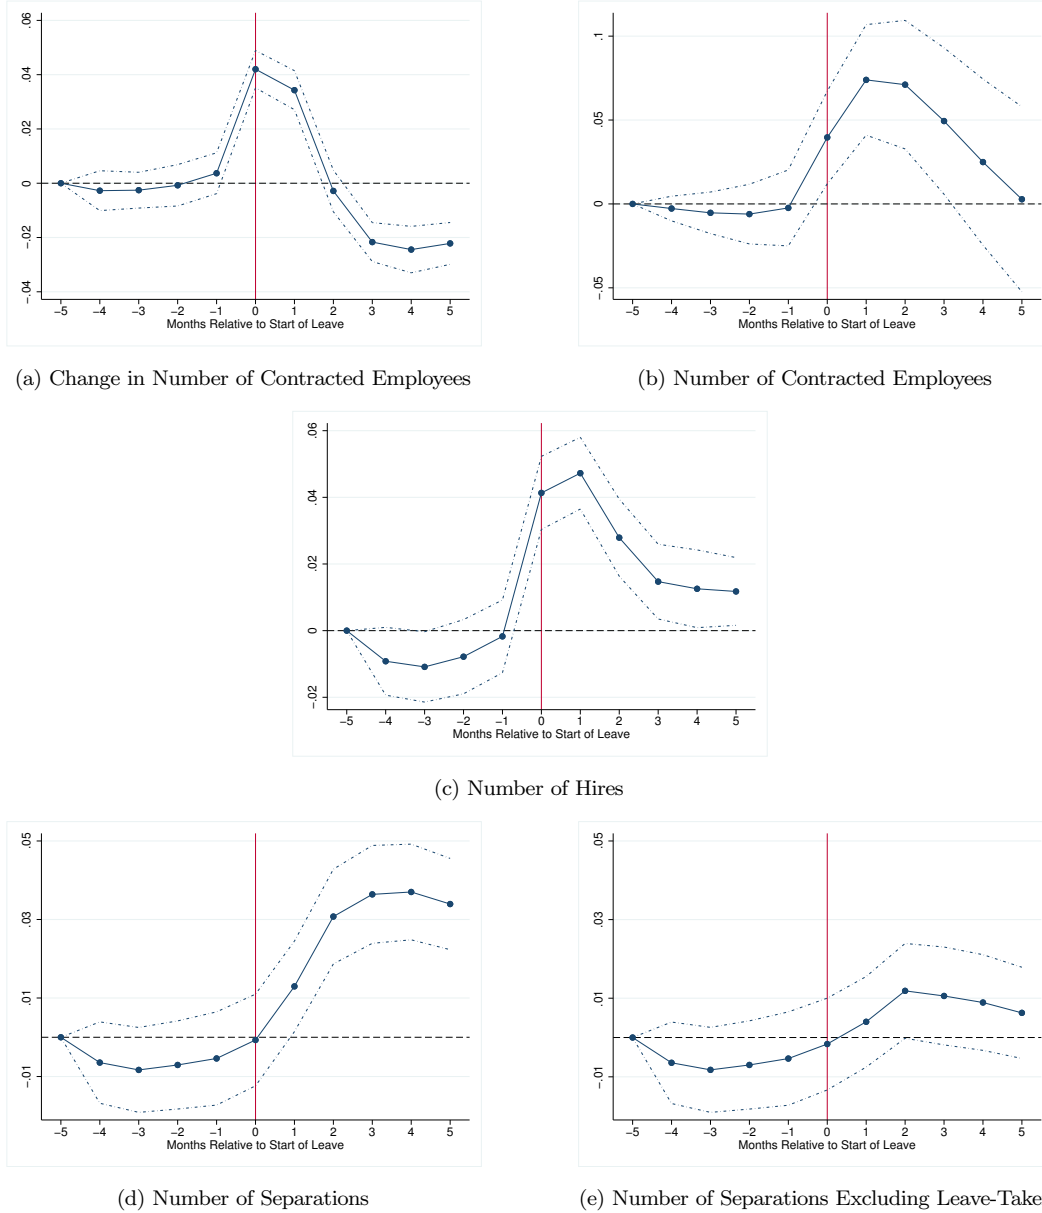 .06
.04
.02
0
-.02
-.04
−5 −4 −3 −2 −1 0 1 2 3 4 5
Months Relative to Start of Leave
(a) Change in Number of Contracted Employees
.1
.05
0
-.05
−5 −4 −3 −2 −1 0 1 2 3 4 5
Months Relative to Start of Leave
(b) Number of Contracted Employees
.06
.04
.02
0
-.02
−5 −4 −3 −2 −1 0 1 2 3 4 5
Months Relative to Start of Leave
(c) Number of Hires
.05
.03
.01
-.01
−5 −4 −3 −2 −1 0 1 2 3 4 5
Months Relative to Start of Leave
(d) Number of Separations
.05
.03
.01
-.01
−5 −4 −3 −2 −1 0 1 2 3 4 5
Months Relative to Start of Leave
(e) Number of Separations Excluding Leave-Take